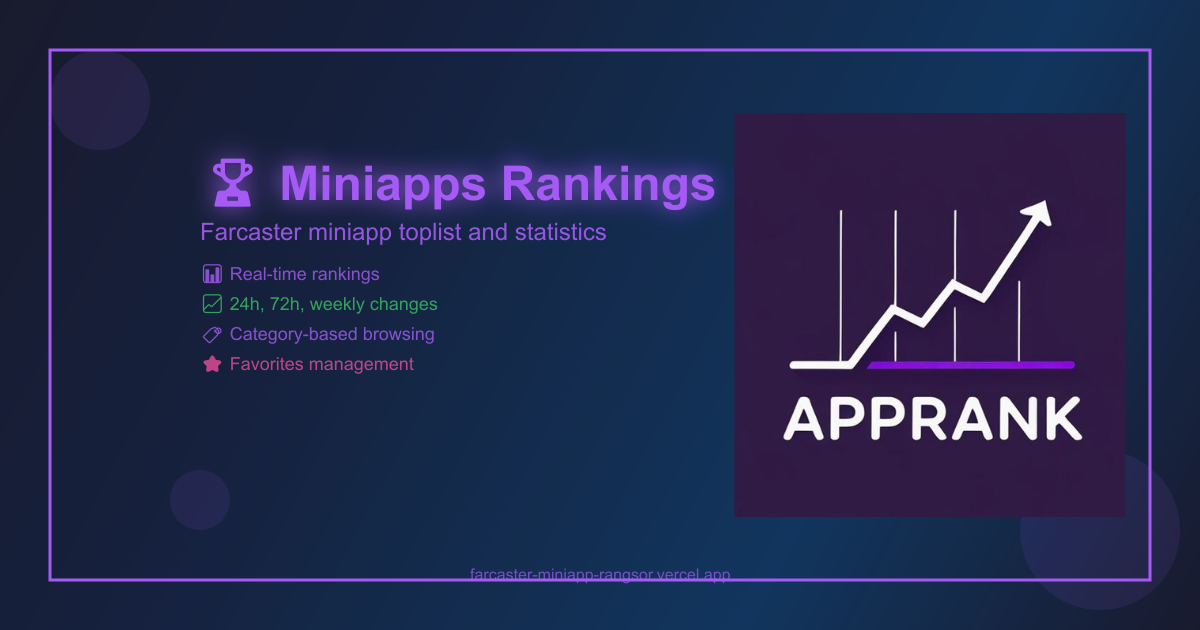 Miniapps Rankings
Farcaster miniapp toplist and statistics
Real-time rankings
24h, 72h, weekly changes
Category-based browsing
Favorites management
APPRANK
farcaster-miniapp-rangsor.vercel.app